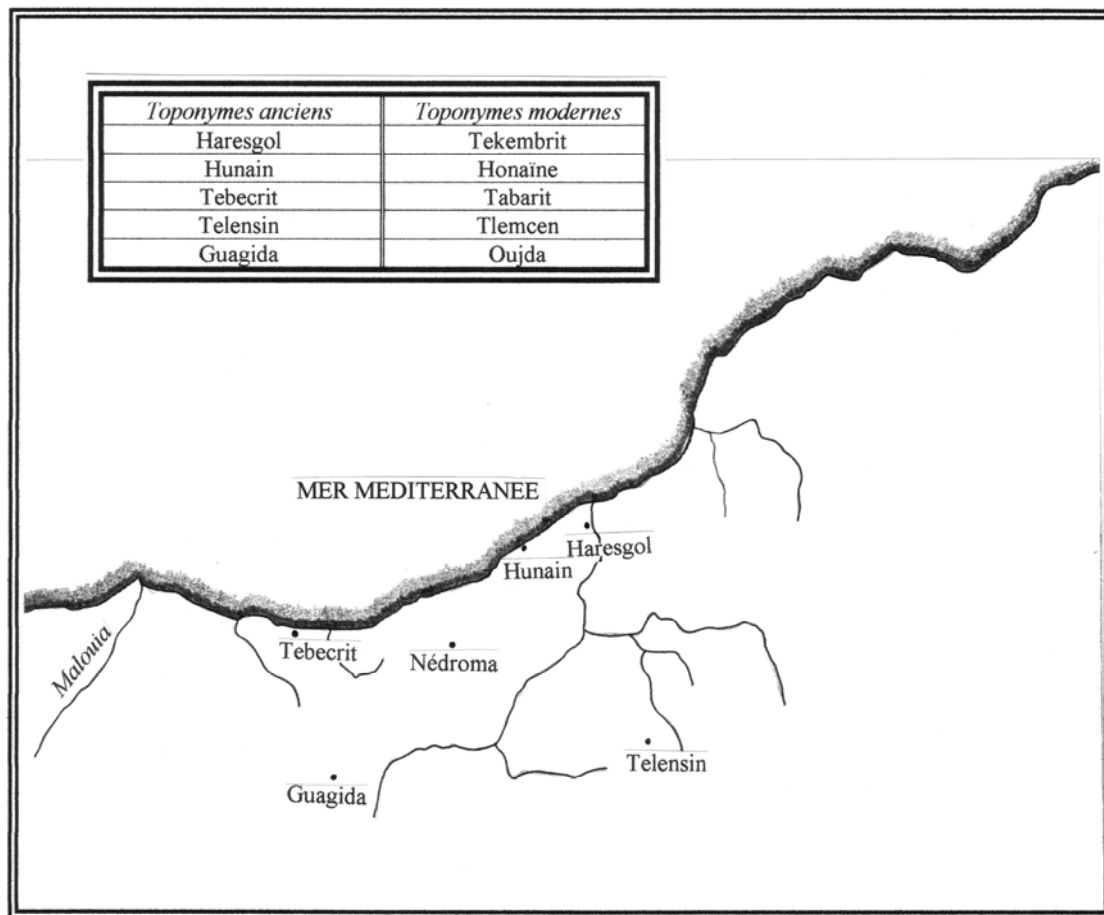 Toponymes anciens Toponymes modernes
Haresgol Tekembrit
Hunain Honaïne
Tebecrit Tabarit
Telensin Tlemcen
Guagida Oujda
MER MEDITERRANEE
Haresgol
Hunain
Tebecrit
Nédroma
Malouia
Telensin
Guagida